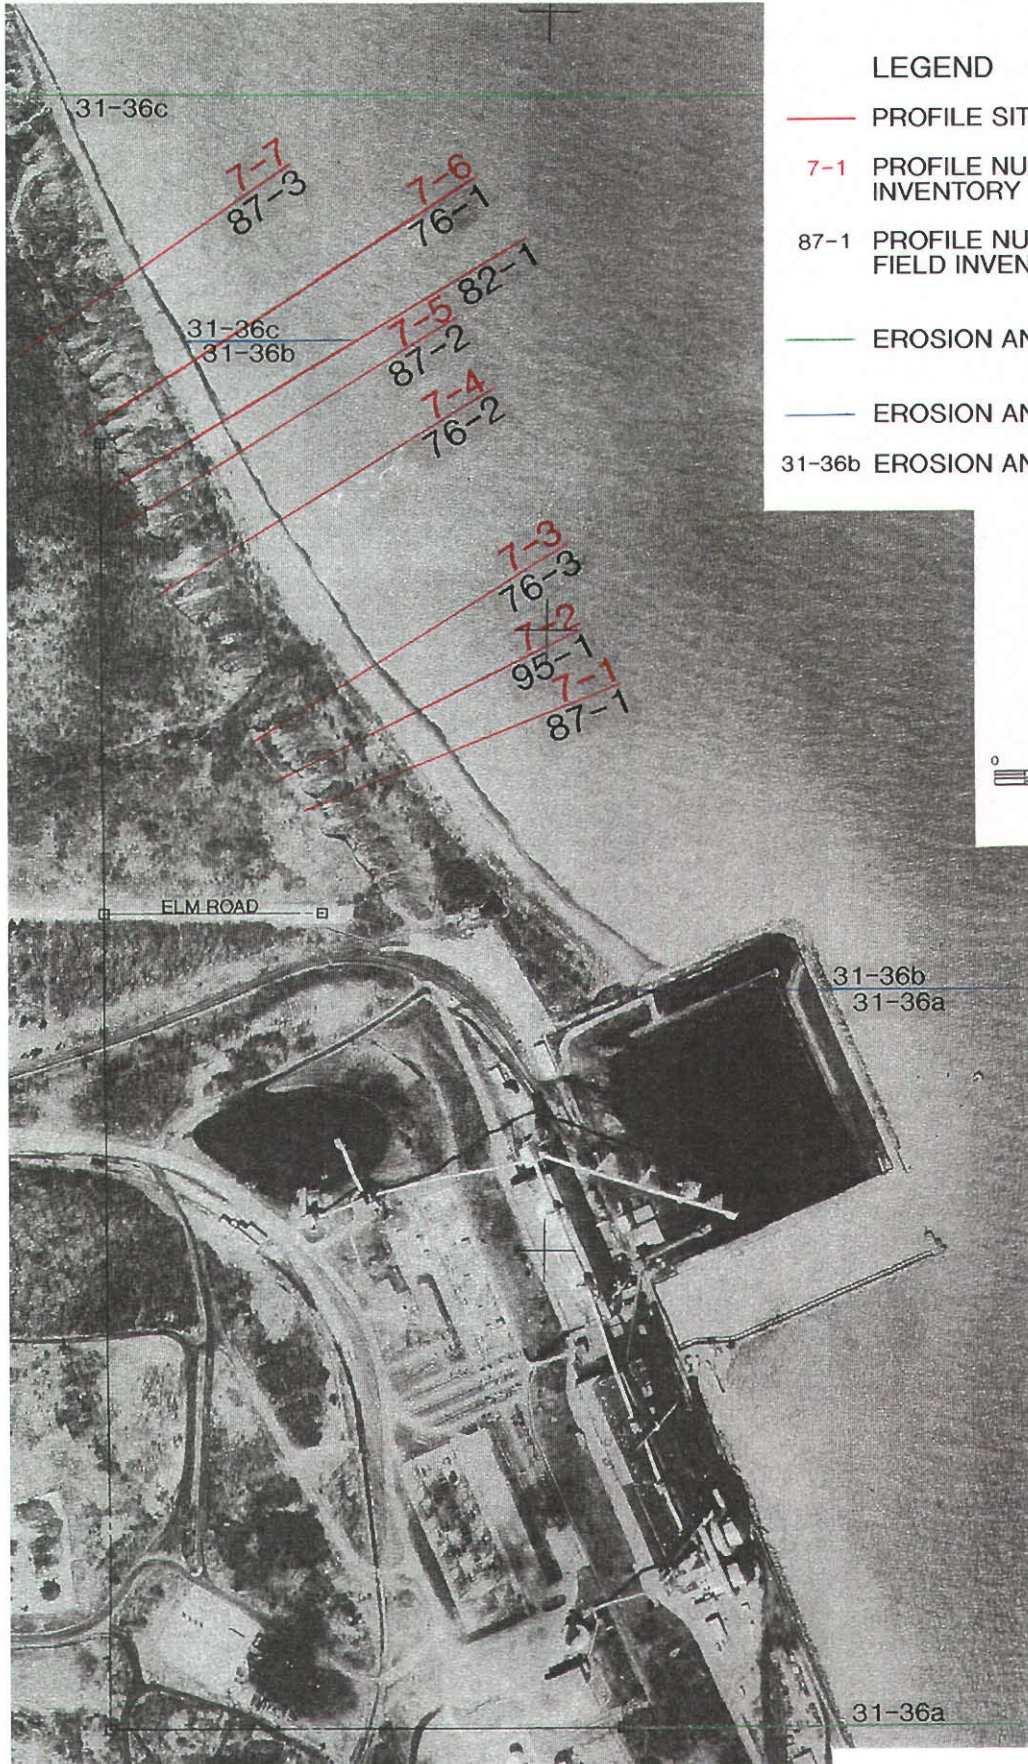 LEGEND
PROFILE SIT
7-1 PROFILE NU
INVENTORY
87-1 PROFILE NU
FIELD INVEN
EROSION AN
EROSION AN
31-36b EROSION AN
31-36c
7-7
87-3
7-6
76-1
82-1
31-36c
31-36b
7-5
87-2
7-4
76-2
7-3
76-3
7-2
95-1
7-1
87-1
0
ELM ROAD
31-36b
31-36a
31-36a